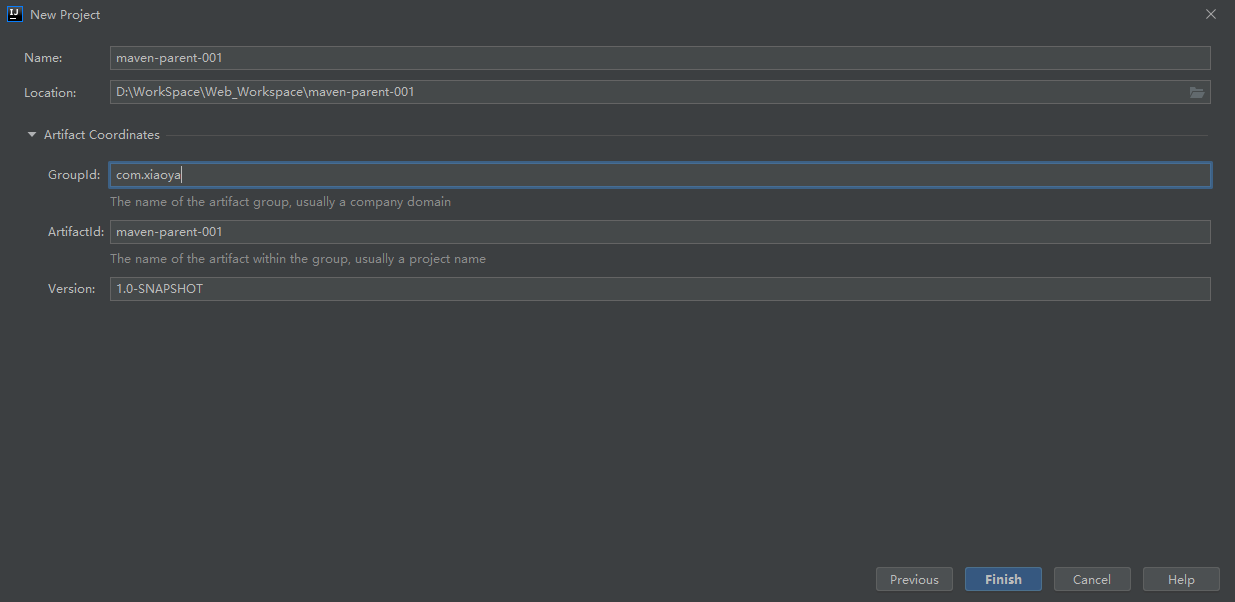 IJ New Project
Name: maven-parent-001
Location: D:\WorkSpace\Web_Workspace\maven-parent-001
Artifact Coordinates
GroupId: com.xiaoya
The name of the artifact group, usually a company domain
ArtifactId: maven-parent-001
The name of the artifact within the group, usually a project name
Version: 1.0-SNAPSHOT
Previous Finish Cancel Help